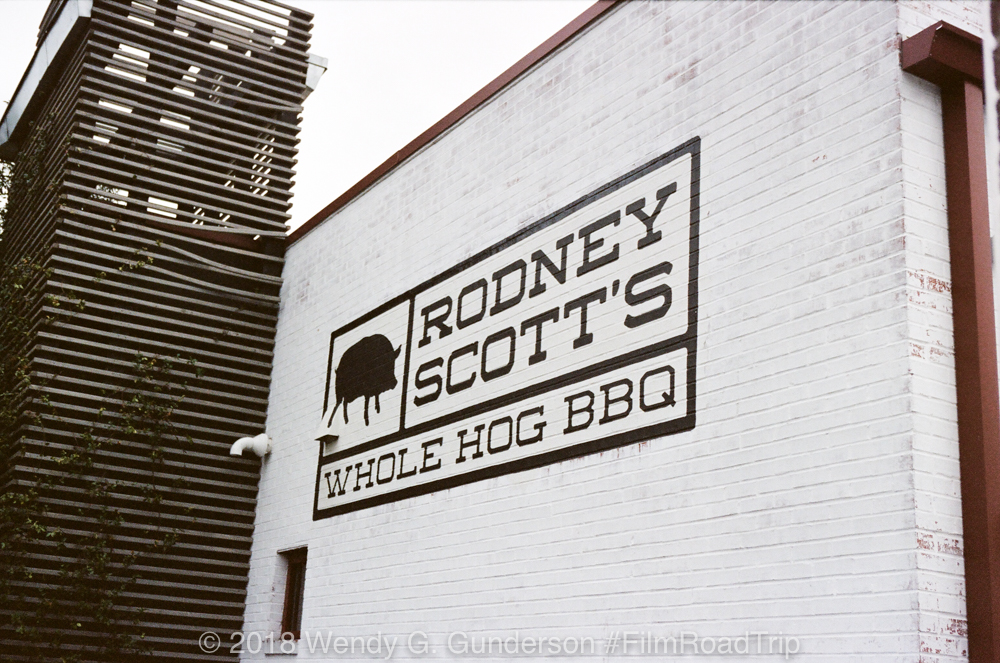 RODNEY
SCOTT'S
WHOLE HOG BBQ
© 2018 Wendy G. Gunderson #FilmRoadTrip